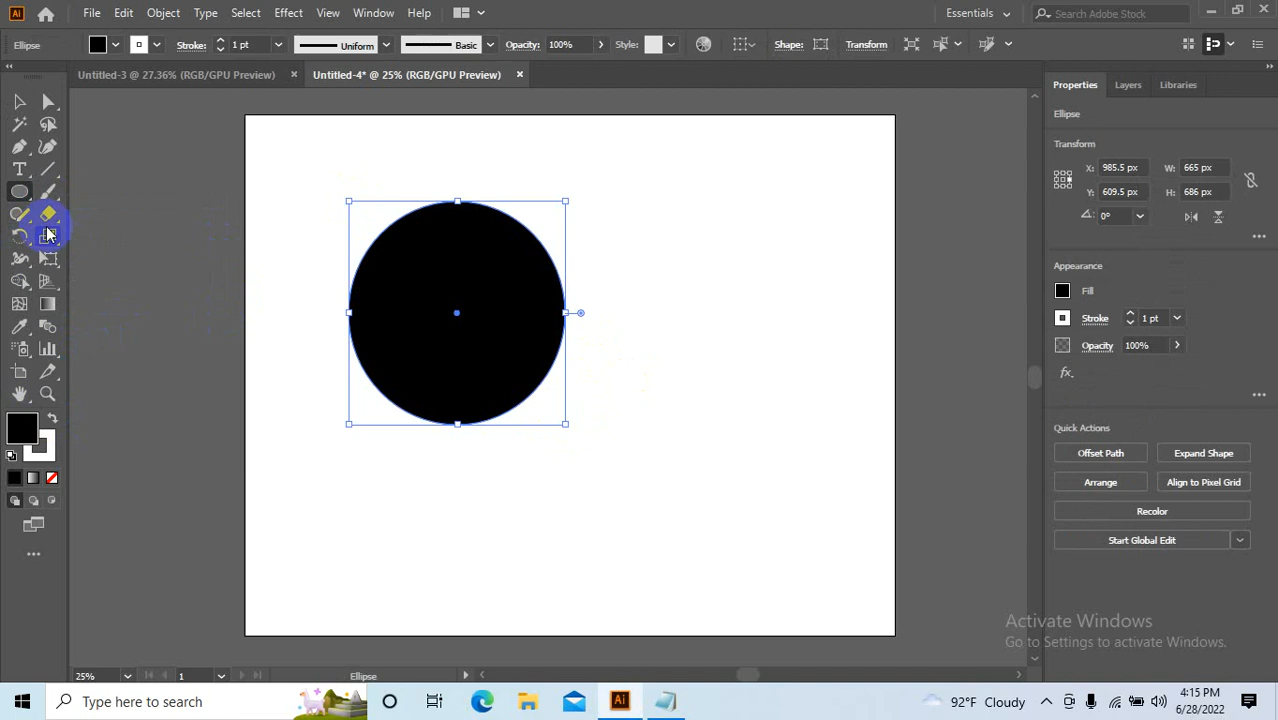 Ai File Edit Object Type Select Effect View Window Help Essentials Search Adobe Stock
Ellipse Stroke: 1 pt Uniform Basic Opacity: 100% Style: Shape: Transform
Untitled-3 @ 27.36% (RGB/GPU Preview) × Untitled-4* @ 25% (RGB/GPU Preview) ×
Properties Layers Libraries
Ellipse
Transform
X: 985.5 px W: 665 px
Y: 609.5 px H: 686 px
0°
Appearance
Fill
Stroke 1 pt
Opacity 100%
fx.
Quick Actions
Offset Path Expand Shape
Arrange Align to Pixel Grid
Recolor
Start Global Edit
Activate Windows
Go to Settings to activate Windows.
25% 1 Ellipse
Type here to search Ai 92°F Cloudy 4:15 PM
6/28/2022